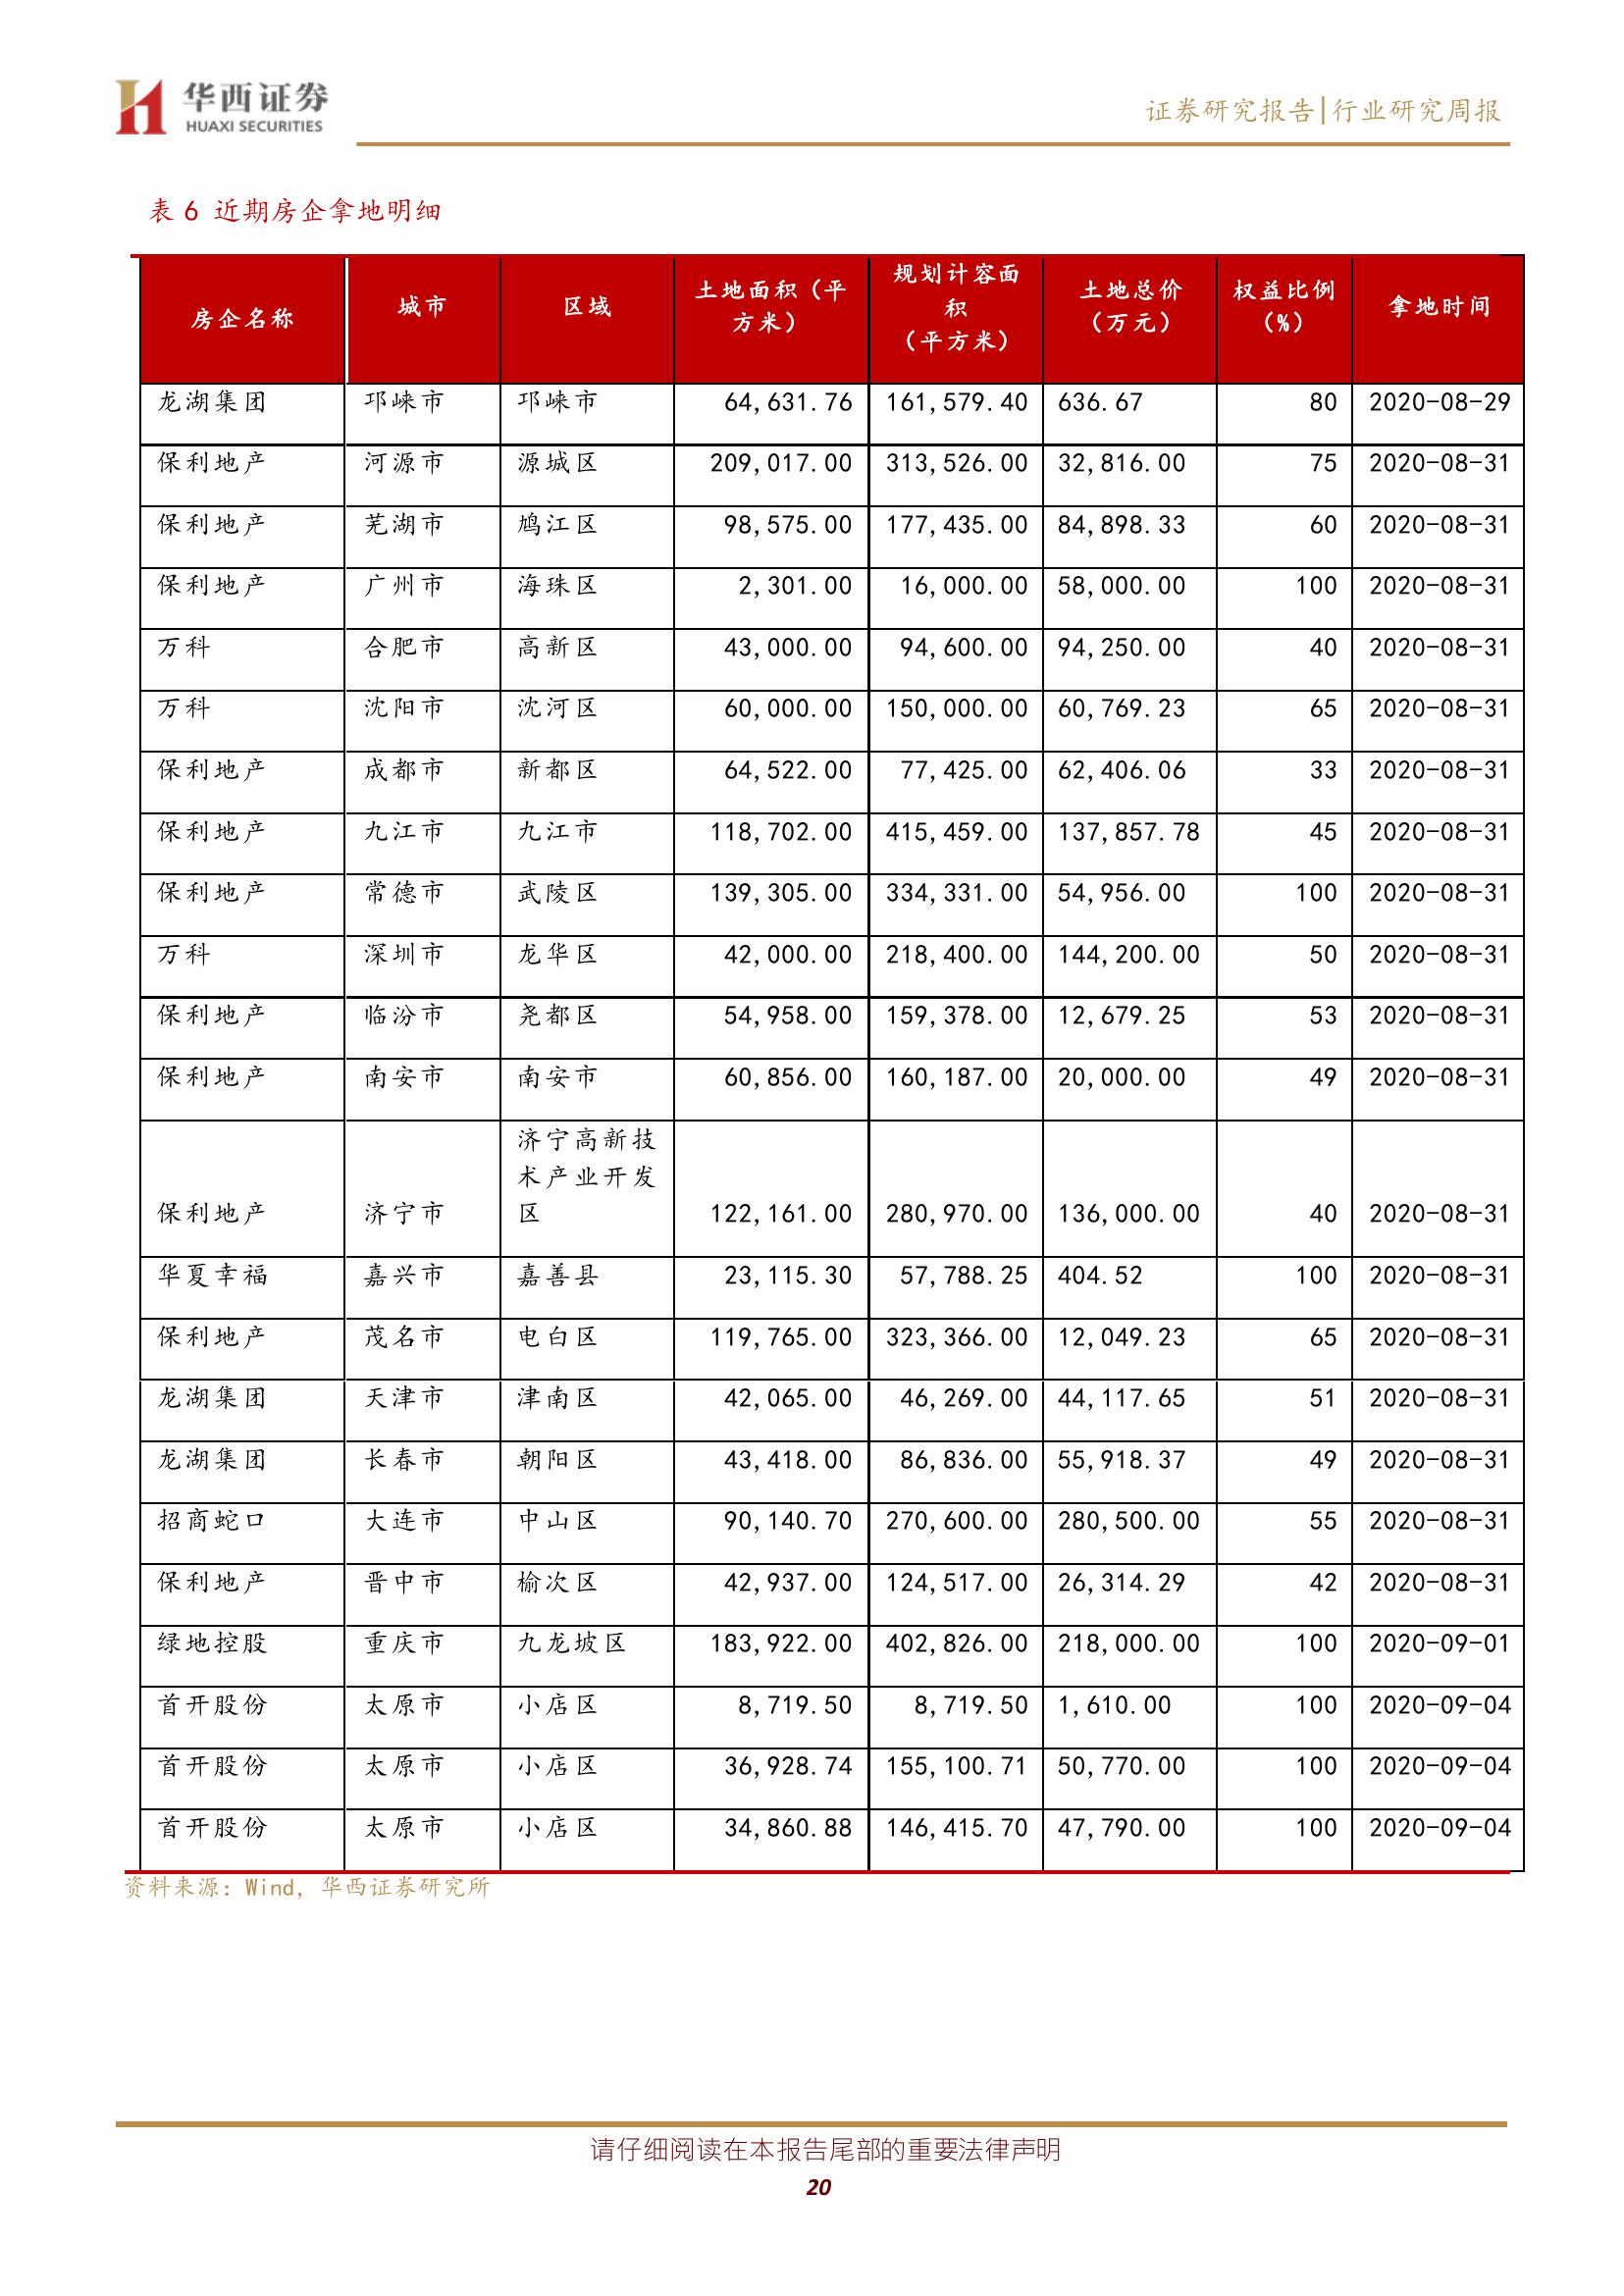 华西证券
HUAXI SECURITIES
证券研究报告|行业研究周报
表 6 近期房企拿地明细
房企名称 城市 区域 土地面积（平方米） 规划计容面积（平方米） 土地总价（万元） 权益比例（%） 拿地时间
龙湖集团 邛崃市 邛崃市 64,631.76 161,579.40 636.67 80 2020-08-29
保利地产 河源市 源城区 209,017.00 313,526.00 32,816.00 75 2020-08-31
保利地产 芜湖市 鸠江区 98,575.00 177,435.00 84,898.33 60 2020-08-31
保利地产 广州市 海珠区 2,301.00 16,000.00 58,000.00 100 2020-08-31
万科 合肥市 高新区 43,000.00 94,600.00 94,250.00 40 2020-08-31
万科 沈阳市 沈河区 60,000.00 150,000.00 60,769.23 65 2020-08-31
保利地产 成都市 新都区 64,522.00 77,425.00 62,406.06 33 2020-08-31
保利地产 九江市 九江市 118,702.00 415,459.00 137,857.78 45 2020-08-31
保利地产 常德市 武陵区 139,305.00 334,331.00 54,956.00 100 2020-08-31
万科 深圳市 龙华区 42,000.00 218,400.00 144,200.00 50 2020-08-31
保利地产 临汾市 尧都区 54,958.00 159,378.00 12,679.25 53 2020-08-31
保利地产 南安市 南安市 60,856.00 160,187.00 20,000.00 49 2020-08-31
保利地产 济宁市 济宁高新技术产业开发区 122,161.00 280,970.00 136,000.00 40 2020-08-31
华夏幸福 嘉兴市 嘉善县 23,115.30 57,788.25 404.52 100 2020-08-31
保利地产 茂名市 电白区 119,765.00 323,366.00 12,049.23 65 2020-08-31
龙湖集团 天津市 津南区 42,065.00 46,269.00 44,117.65 51 2020-08-31
龙湖集团 长春市 朝阳区 43,418.00 86,836.00 55,918.37 49 2020-08-31
招商蛇口 大连市 中山区 90,140.70 270,600.00 280,500.00 55 2020-08-31
保利地产 晋中市 榆次区 42,937.00 124,517.00 26,314.29 42 2020-08-31
绿地控股 重庆市 九龙坡区 183,922.00 402,826.00 218,000.00 100 2020-09-01
首开股份 太原市 小店区 8,719.50 8,719.50 1,610.00 100 2020-09-04
首开股份 太原市 小店区 36,928.74 155,100.71 50,770.00 100 2020-09-04
首开股份 太原市 小店区 34,860.88 146,415.70 47,790.00 100 2020-09-04
资料来源：Wind，华西证券研究所
请仔细阅读在本报告尾部的重要法律声明
20